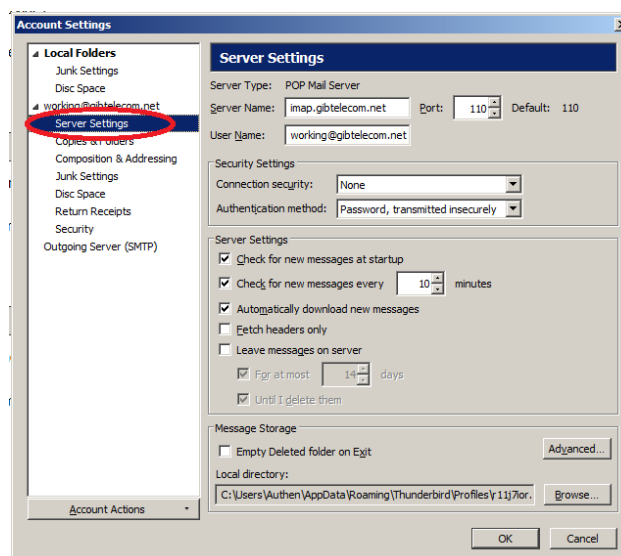 Account Settings
Local Folders
Junk Settings
Disc Space
working@gibtelecom.net
Server Settings
Copies & Folders
Composition & Addressing
Junk Settings
Disc Space
Return Receipts
Security
Outgoing Server (SMTP)
Account Actions
Server Settings
Server Type: POP Mail Server
Server Name: imap.gibtelecom.net Port: 110 Default: 110
User Name: working@gibtelecom.net
Security Settings
Connection security: None
Authentication method: Password, transmitted insecurely
Server Settings
Check for new messages at startup
Check for new messages every 10 minutes
Automatically download new messages
Fetch headers only
Leave messages on server
For at most 14 days
Until I delete them
Message Storage
Empty Deleted folder on Exit Advanced...
Local directory:
C:\Users\Authen\AppData\Roaming\Thunderbird\Profiles\r11j7ior. Browse...
OK Cancel